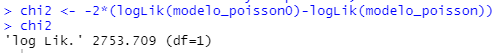 > chi2 <- -2*(logLik(modelo_poisson0)-logLik(modelo_poisson))
> chi2
'log Lik.' 2753.709 (df=1)